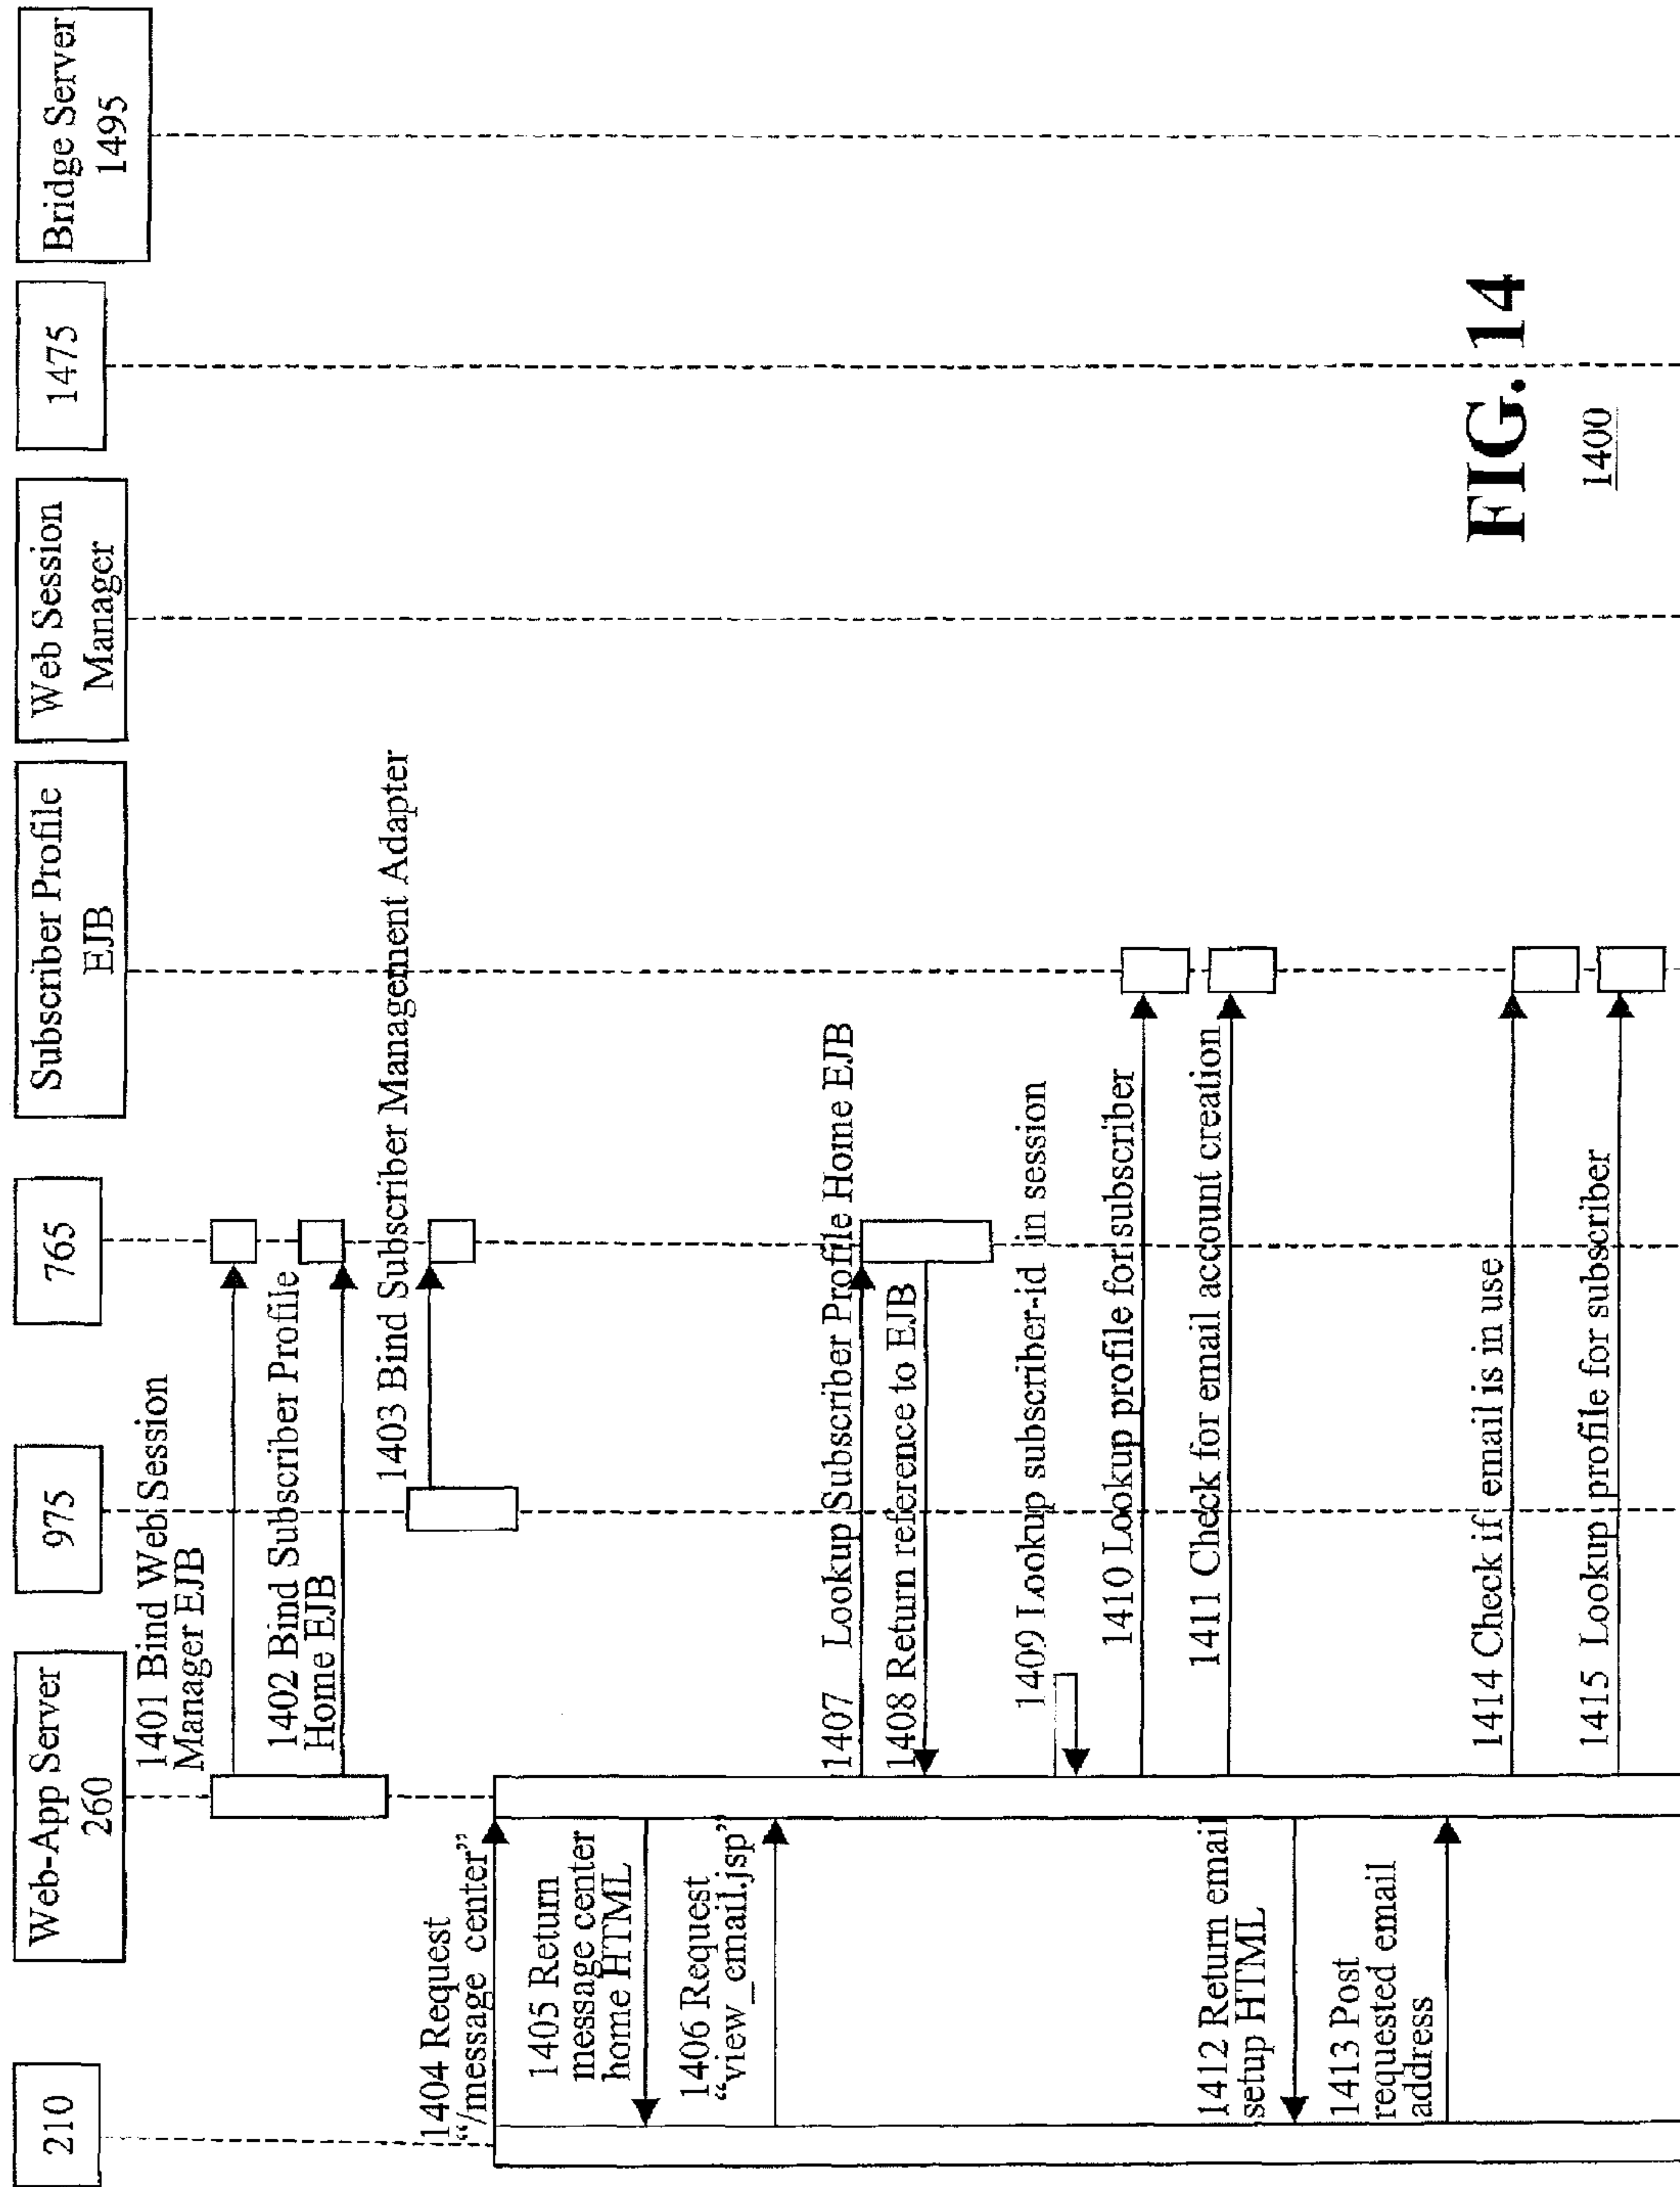 210
Web-App Server
260
975
765
Subscriber Profile
EJB
Web Session
Manager
1475
Bridge Server
1495
1401 Bind Web Session
Manager EJB
1402 Bind Subscriber Profile
Home EJB
1403 Bind Subscriber Management Adapter
1404 Request
“/message_center”
1405 Return
message center
home HTML
1406 Request
“view_email.jsp”
1407 Lookup Subscriber Profile Home EJB
1408 Return reference to EJB
1409 Lookup subscriber-id in session
1410 Lookup profile for subscriber
1411 Check for email account creation
1412 Return email
setup HTML
1413 Post
requested email
address
1414 Check if email is in use
1415 Lookup profile for subscriber
FIG. 14
1400